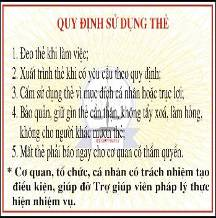 QUY ĐỊNH SỬ DỤNG THẺ
1. Đeo thẻ khi làm việc;
2. Xuất trình thẻ khi có yêu cầu theo quy định;
3. Cấm sử dụng thẻ vì mục đích cá nhân hoặc trục lợi;
4. Bảo quản, giữ gìn thẻ cẩn thận, không tẩy xoá, làm hỏng,
không cho người khác mượn thẻ;
5. Mất thẻ phải báo ngay cho cơ quan có thẩm quyền.
* Cơ quan, tổ chức, cá nhân có trách nhiệm tạo
điều kiện, giúp đỡ Trợ giúp viên pháp lý thực
hiện nhiệm vụ.